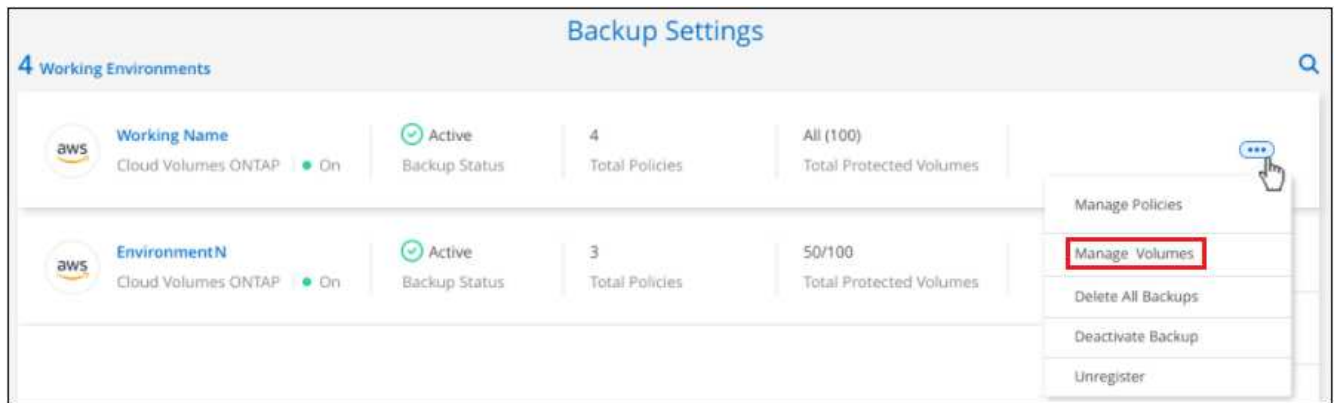 Backup Settings
4 Working Environments
aws
Working Name
Cloud Volumes ONTAP
On
Active
Backup Status
4
Total Policies
All (100)
Total Protected Volumes
Manage Policies
Manage Volumes
Delete All Backups
Deactivate Backup
Unregister
aws
EnvironmentN
Cloud Volumes ONTAP
On
Active
Backup Status
3
Total Policies
50/100
Total Protected Volumes